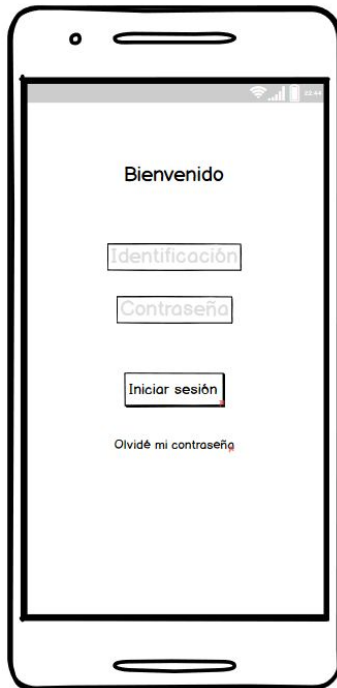 Bienvenido
Identificación
Contraseña
Iniciar sesión
Olvidé mi contraseña